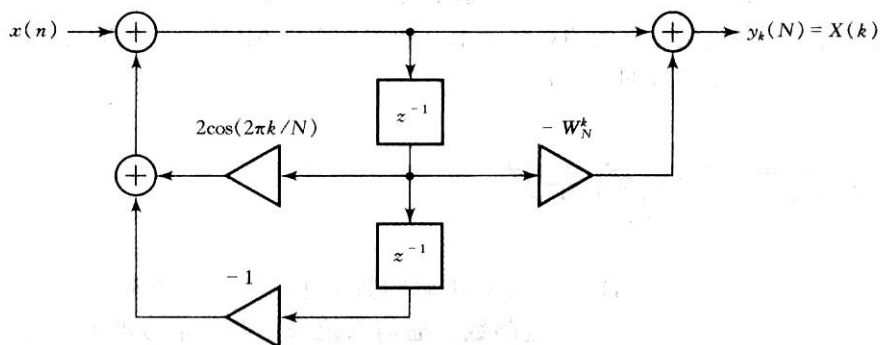 x(n)
y_k(N) = X(k)
z^{-1}
2cos(2πk/N)
− W_N^k
z^{-1}
− 1